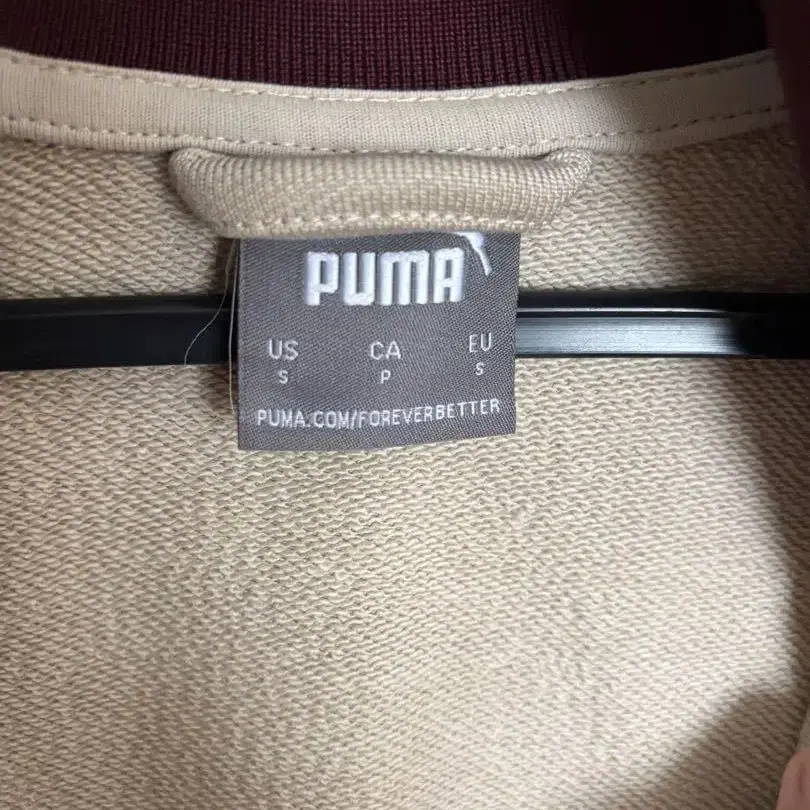 PUMA
US CA EU
S P S
PUMA.COM/FOREVERBETTER